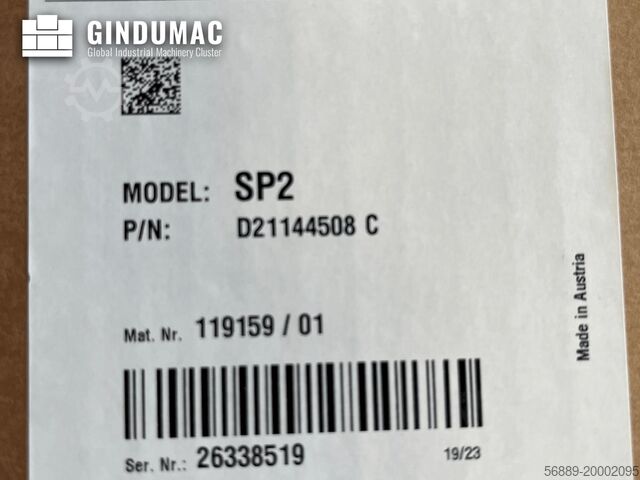 GINDUMAC
Global Industrial Machinery Cluster
MODEL: SP2
P/N: D21144508 C
Mat. Nr. 119159 / 01
Made in Austria
Ser. Nr.: 26338519
19/23
56889-20002095